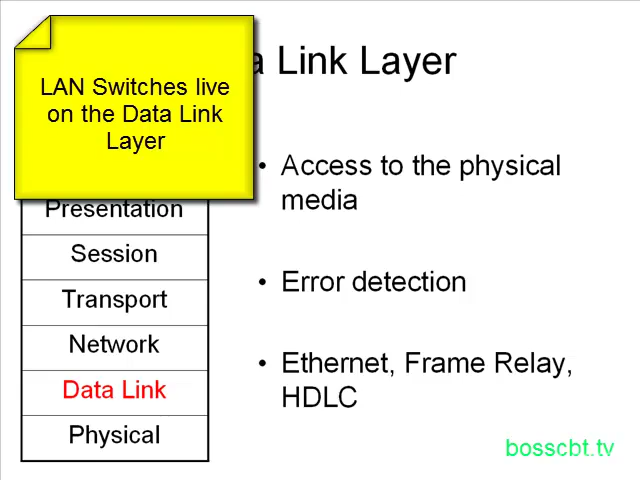 LAN Switches live
on the Data Link
Layer
a Link Layer
Presentation
Session
Transport
Network
Data Link
Physical
• Access to the physical
media
• Error detection
• Ethernet, Frame Relay,
HDLC
bosscbt.tv